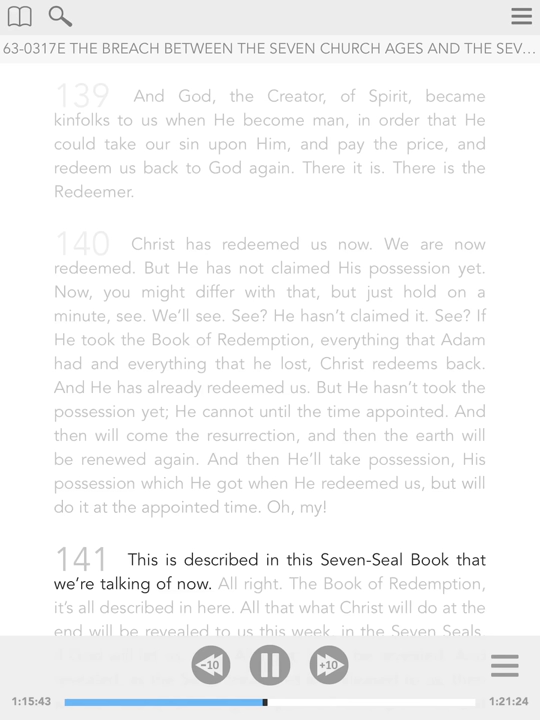 63-0317E THE BREACH BETWEEN THE SEVEN CHURCH AGES AND THE SEV...
139 And God, the Creator, of Spirit, became
kinfolks to us when He become man, in order that He
could take our sin upon Him, and pay the price, and
redeem us back to God again. There it is. There is the
Redeemer.
140 Christ has redeemed us now. We are now
redeemed. But He has not claimed His possession yet.
Now, you might differ with that, but just hold on a
minute, see. We’ll see. See? He hasn’t claimed it. See? If
He took the Book of Redemption, everything that Adam
had and everything that he lost, Christ redeems back.
And He has already redeemed us. But He hasn’t took the
possession yet; He cannot until the time appointed. And
then will come the resurrection, and then the earth will
be renewed again. And then He’ll take possession, His
possession which He got when He redeemed us, but will
do it at the appointed time. Oh, my!
141 This is described in this Seven-Seal Book that
we’re talking of now. All right. The Book of Redemption,
it’s all described in here. All that what Christ will do at the
end will be revealed to us this week, in the Seven Seals,
-10 +10
1:15:43 1:21:24